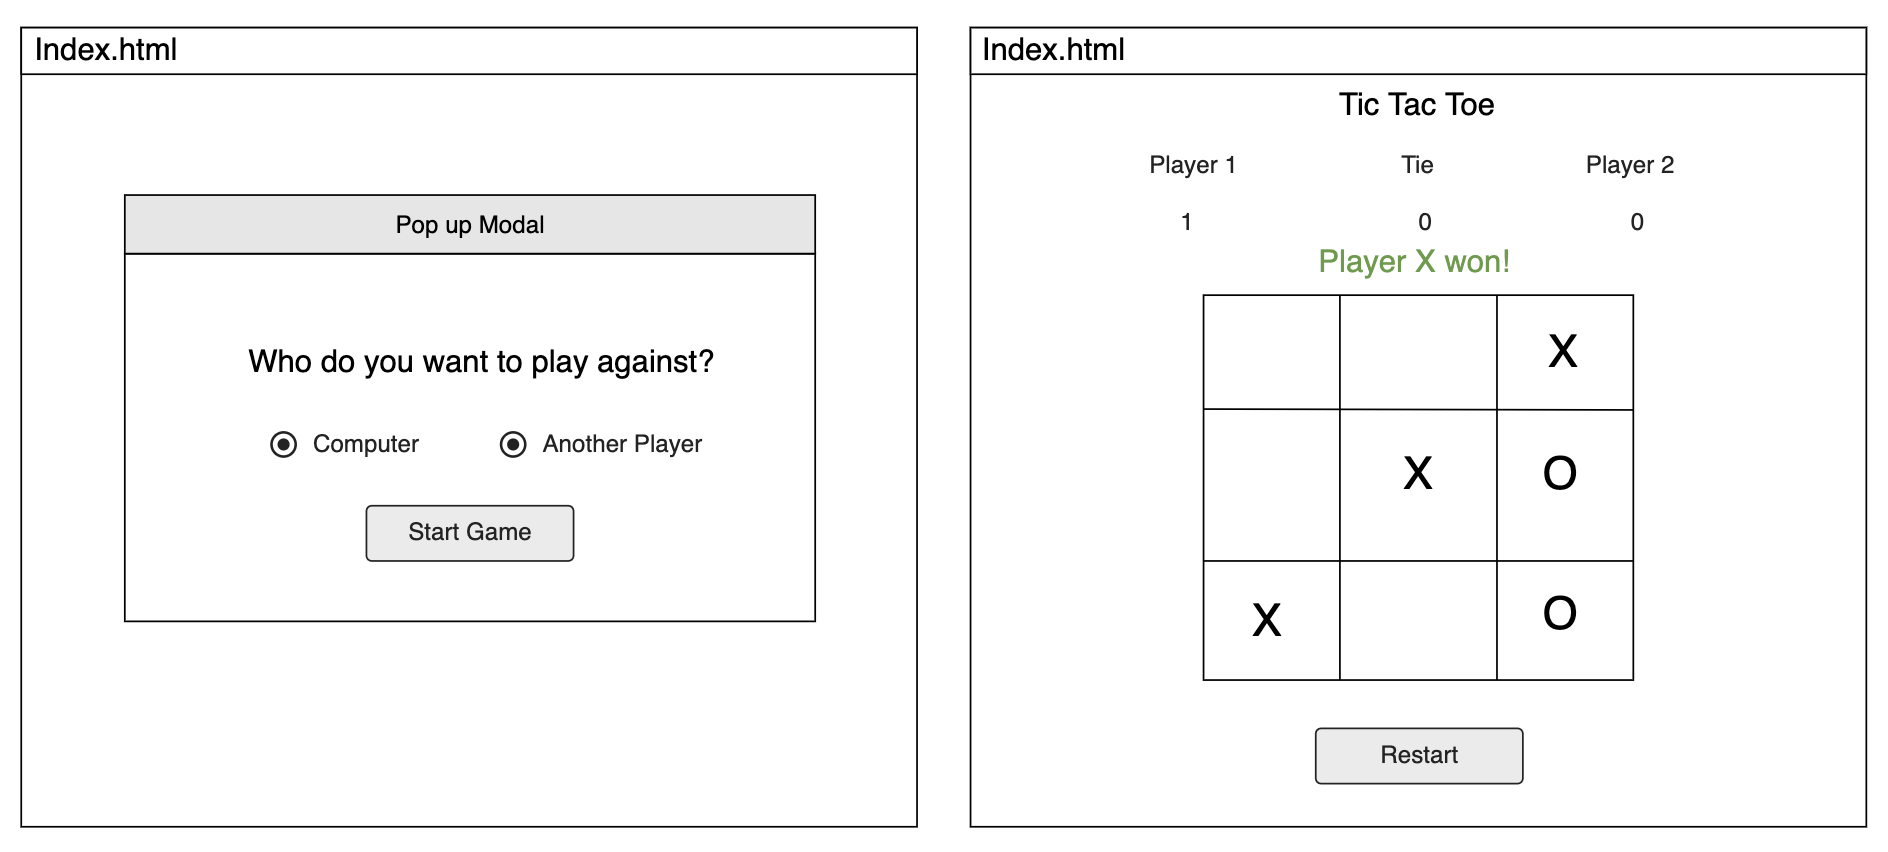 Index.html
Pop up Modal
Who do you want to play against?
Computer Another Player
Start Game
Index.html
Tic Tac Toe
Player 1 Tie Player 2
1 0 0
Player X won!
X
X O
X O
Restart